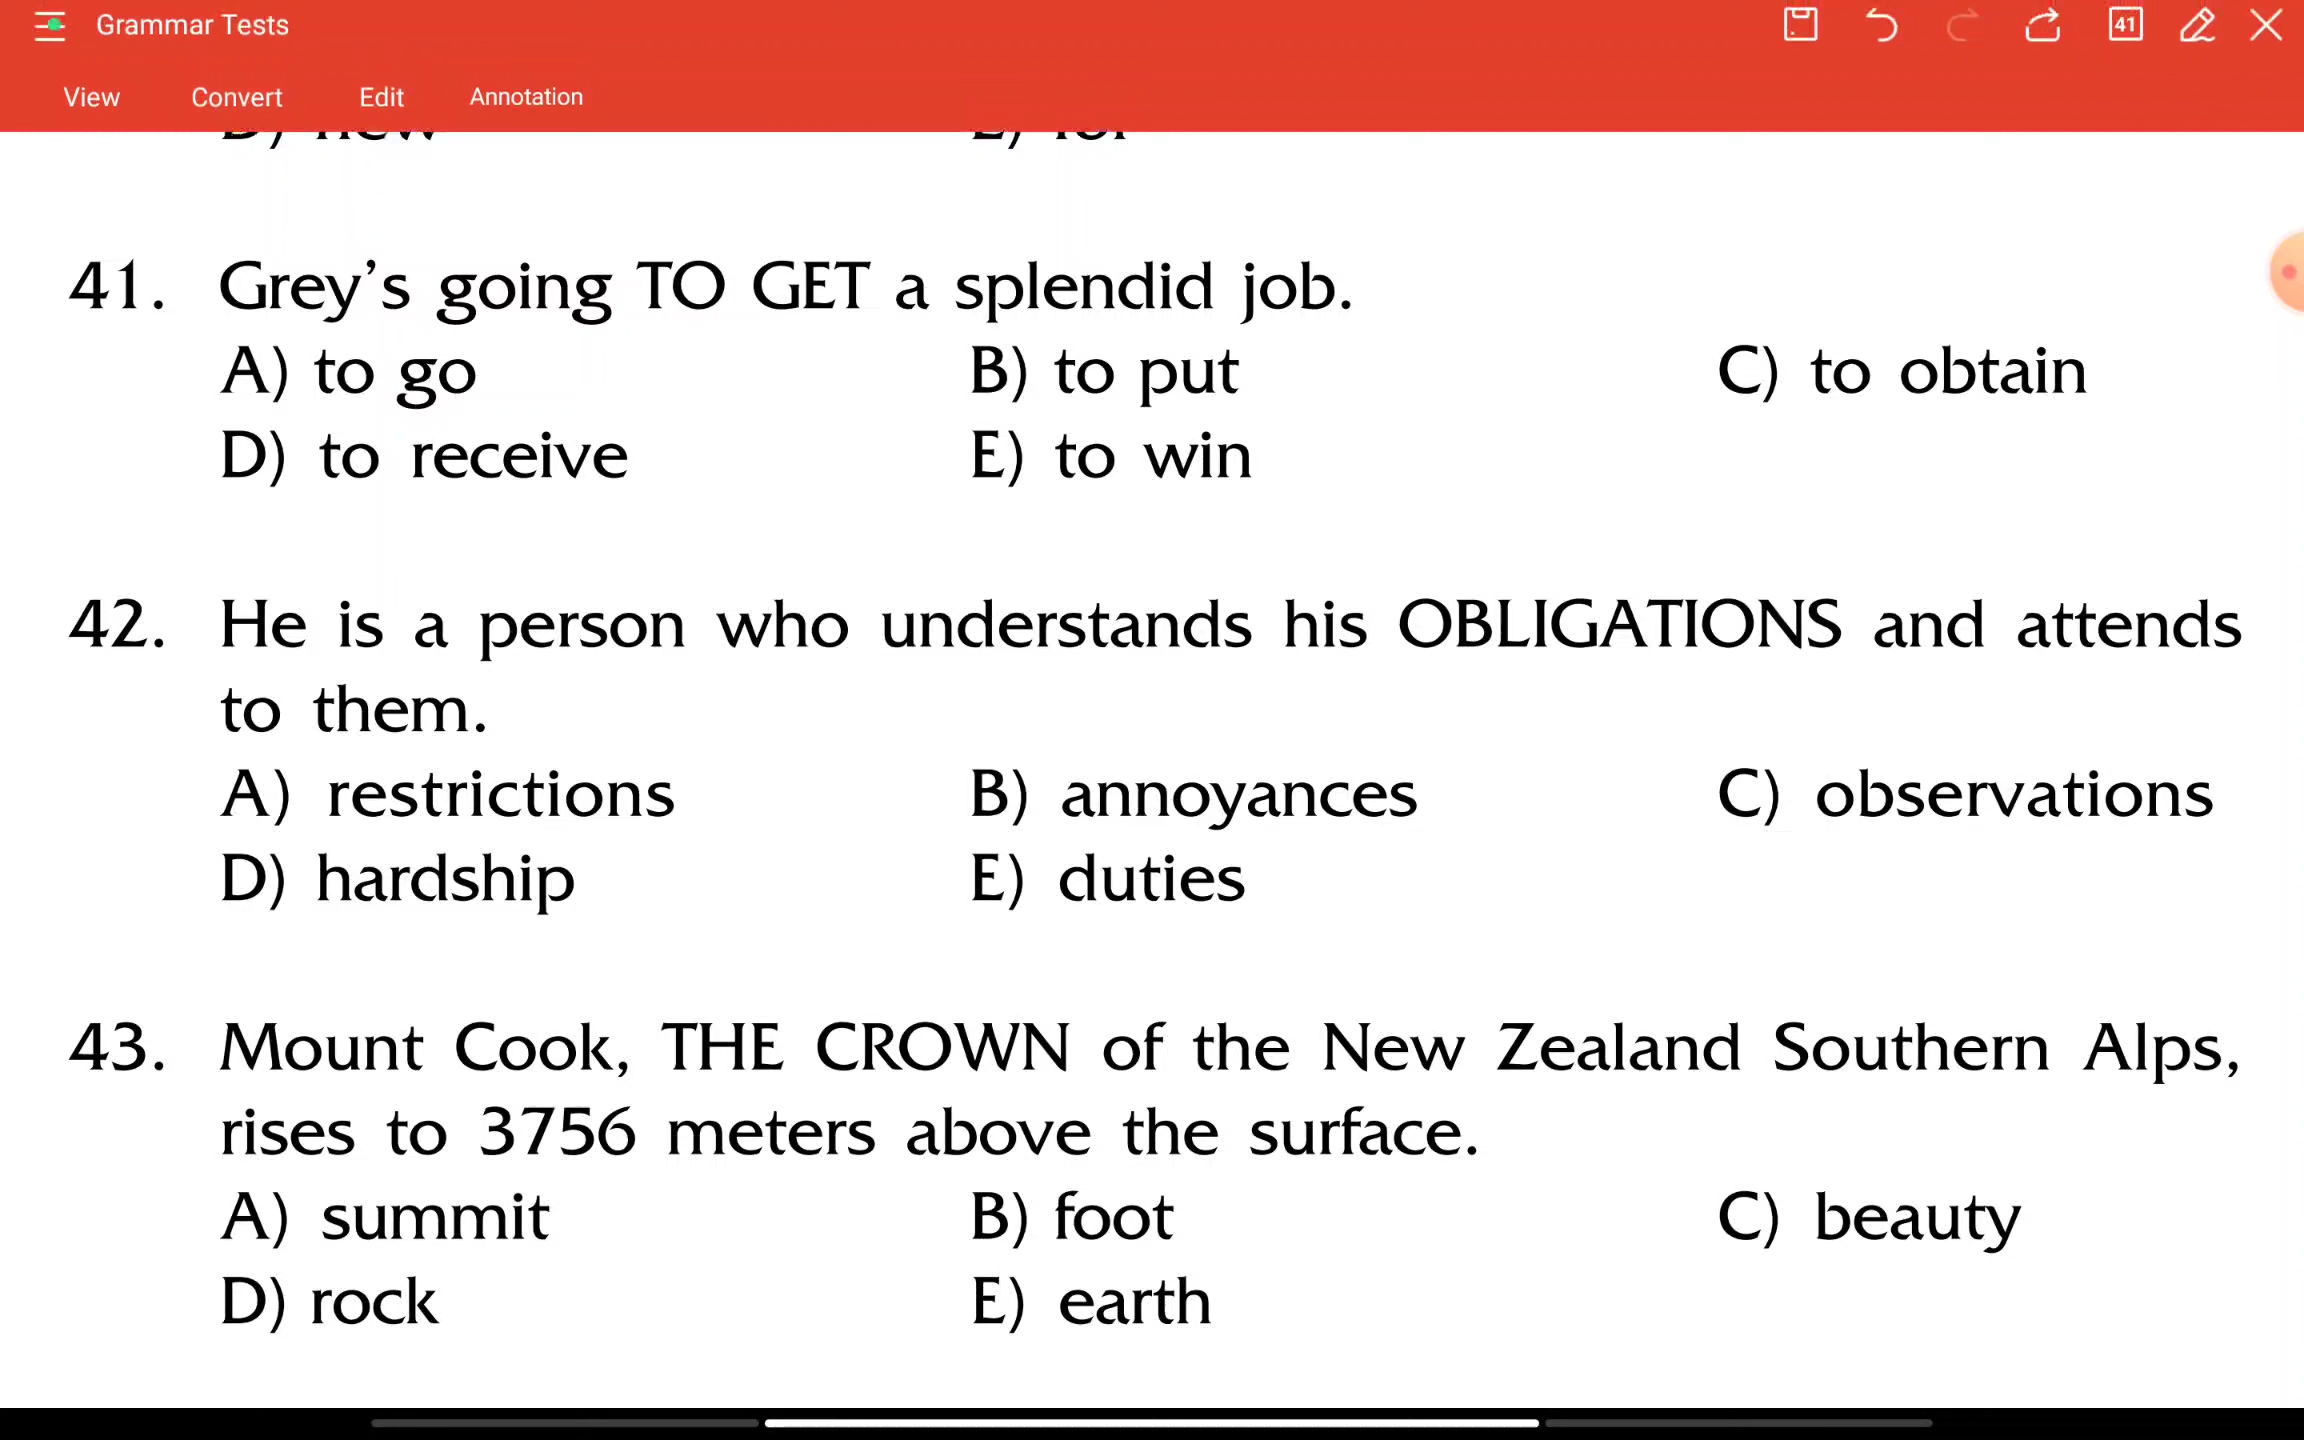 Grammar Tests
41
View Convert Edit Annotation
41. Grey's going TO GET a splendid job.
A) to go B) to put C) to obtain
D) to receive E) to win
42. He is a person who understands his OBLIGATIONS and attends
to them.
A) restrictions B) annoyances C) observations
D) hardship E) duties
43. Mount Cook, THE CROWN of the New Zealand Southern Alps,
rises to 3756 meters above the surface.
A) summit B) foot C) beauty
D) rock E) earth